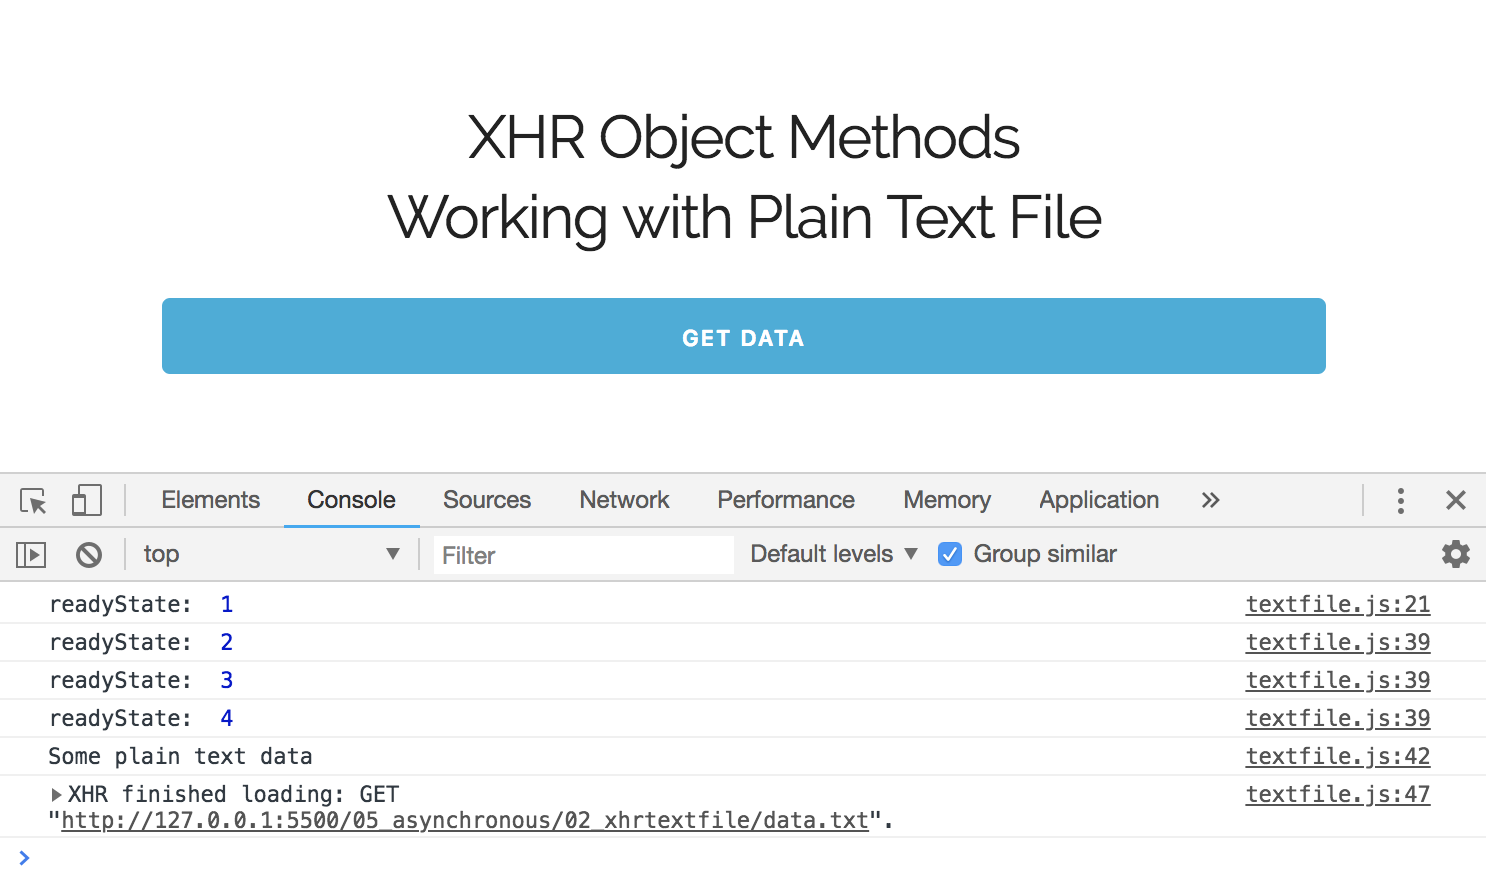 XHR Object Methods
Working with Plain Text File
GET DATA
Elements Console Sources Network Performance Memory Application »
top ▼ Filter Default levels ▼ Group similar
readyState: 1 textfile.js:21
readyState: 2 textfile.js:39
readyState: 3 textfile.js:39
readyState: 4 textfile.js:39
Some plain text data textfile.js:42
XHR finished loading: GET textfile.js:47
"http://127.0.0.1:5500/05_asynchronous/02_xhrtextfile/data.txt".